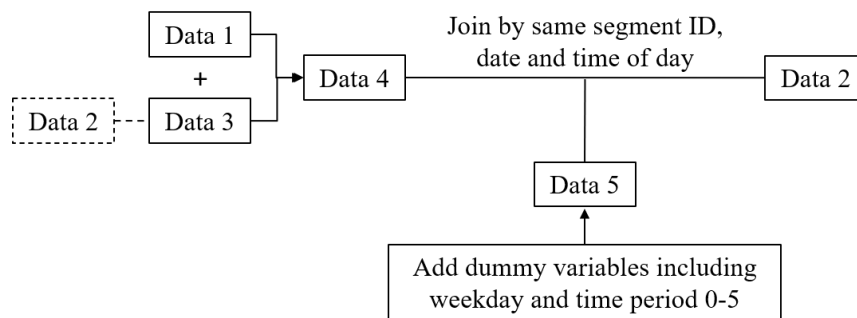 Data 1
+
Data 2
Data 3
Data 4
Join by same segment ID,
date and time of day
Data 2
Data 5
Add dummy variables including
weekday and time period 0-5